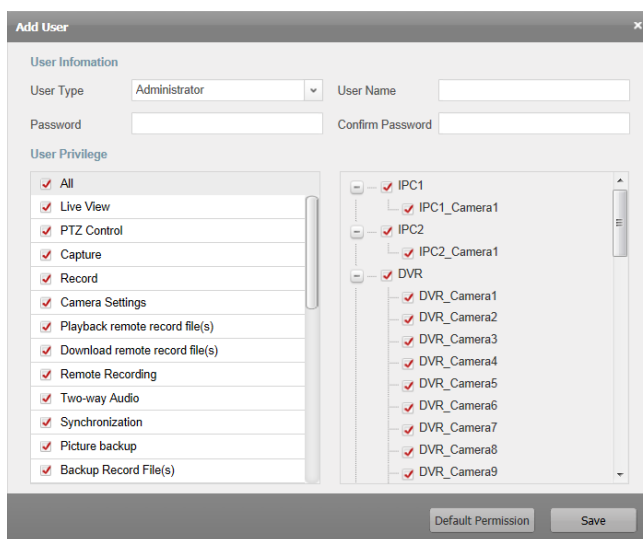 Add User
User Infomation
User Type Administrator User Name
Password Confirm Password
User Privilege
All
Live View
PTZ Control
Capture
Record
Camera Settings
Playback remote record file(s)
Download remote record file(s)
Remote Recording
Two-way Audio
Synchronization
Picture backup
Backup Record File(s)
IPC1
IPC1_Camera1
IPC2
IPC2_Camera1
DVR
DVR_Camera1
DVR_Camera2
DVR_Camera3
DVR_Camera4
DVR_Camera5
DVR_Camera6
DVR_Camera7
DVR_Camera8
DVR_Camera9
Default Permission Save